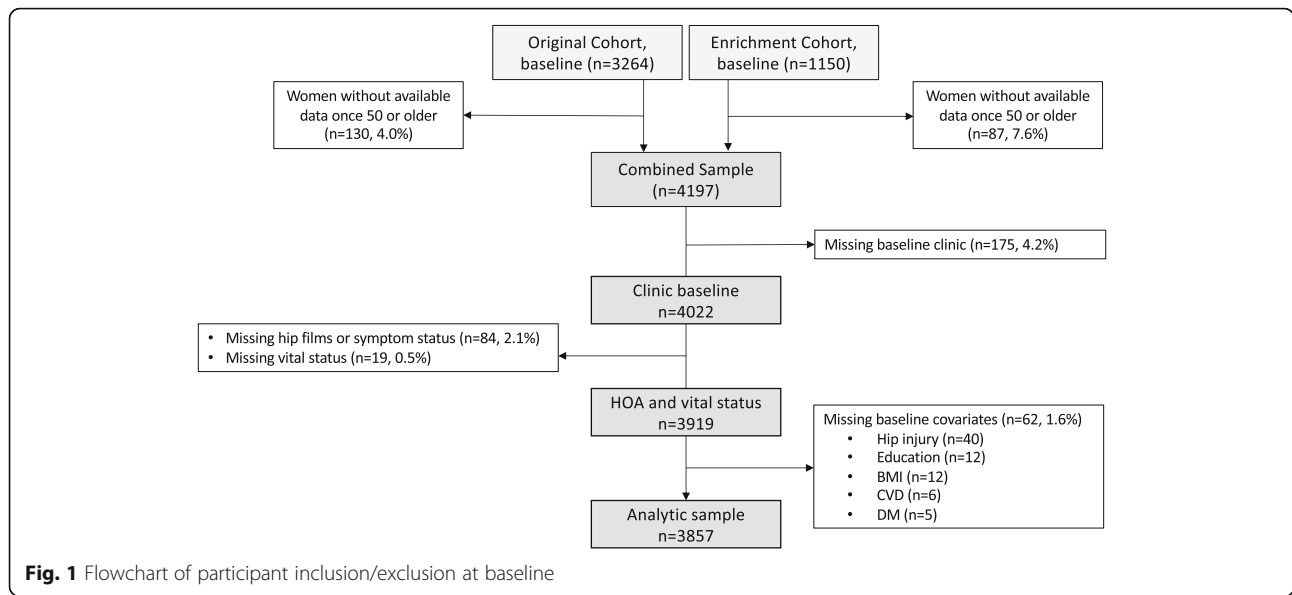 Original Cohort,
baseline (n=3264)
Enrichment Cohort,
baseline (n=1150)
Women without available
data once 50 or older
(n=130, 4.0%)
Women without available
data once 50 or older
(n=87, 7.6%)
Combined Sample
(n=4197)
Missing baseline clinic (n=175, 4.2%)
Clinic baseline
n=4022
• Missing hip films or symptom status (n=84, 2.1%)
• Missing vital status (n=19, 0.5%)
HOA and vital status
n=3919
Missing baseline covariates (n=62, 1.6%)
• Hip injury (n=40)
• Education (n=12)
• BMI (n=12)
• CVD (n=6)
• DM (n=5)
Analytic sample
n=3857
Fig. 1 Flowchart of participant inclusion/exclusion at baseline